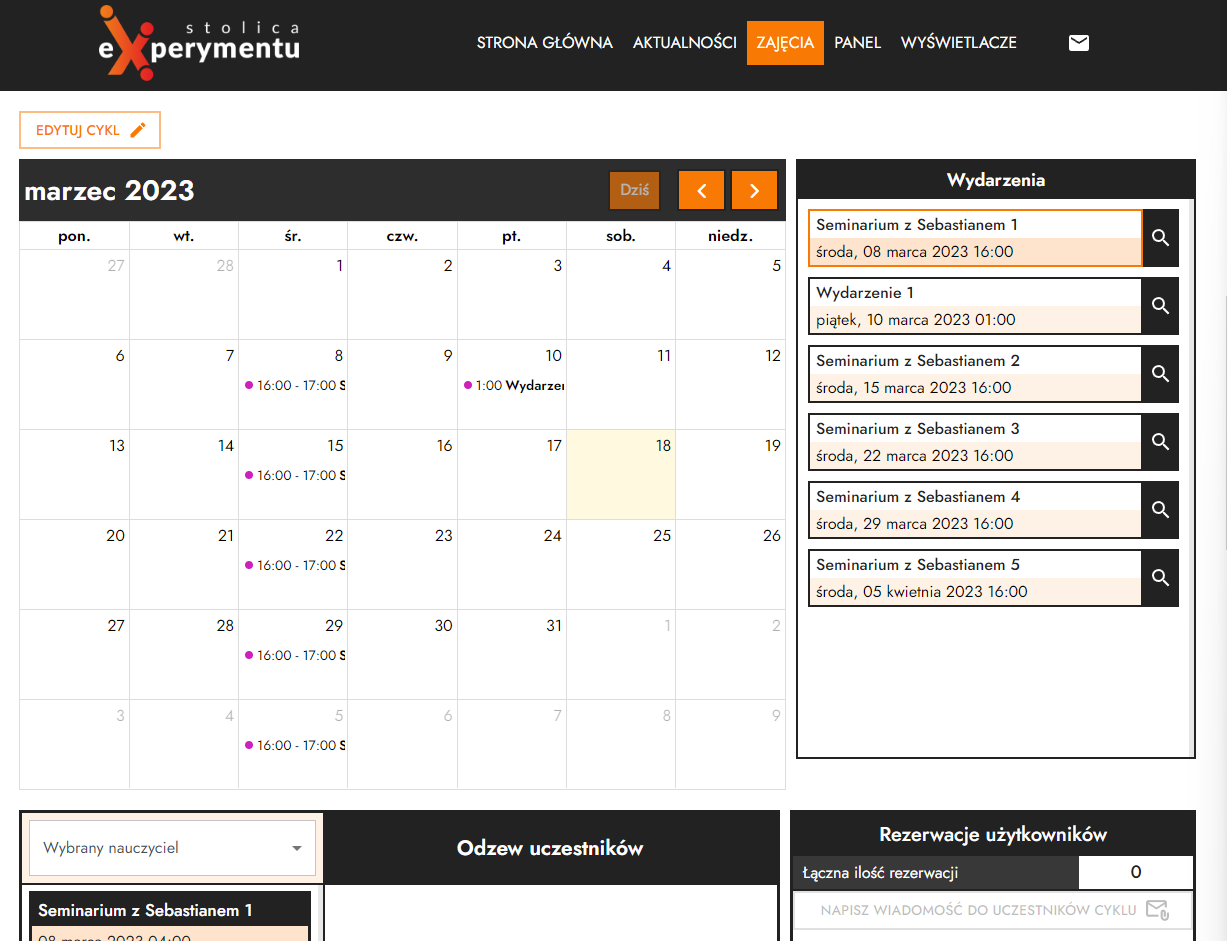 stolica
eXperymentu
STRONA GŁÓWNA AKTUALNOŚCI ZAJĘCIA PANEL WYŚWIETLACZE
EDYTUJ CYKL
marzec 2023 Dziś
pon. wt. śr. czw. pt. sob. niedz.
27 28 1 2 3 4 5
6 7 8 9 10 11 12
16:00 - 17:00 S 1:00 Wydarzen
13 14 15 16 17 18 19
16:00 - 17:00 S
20 21 22 23 24 25 26
16:00 - 17:00 S
27 28 29 30 31 1 2
16:00 - 17:00 S
3 4 5 6 7 8 9
16:00 - 17:00 S
Wydarzenia
Seminarium z Sebastianem 1
środa, 08 marca 2023 16:00
Wydarzenie 1
piątek, 10 marca 2023 01:00
Seminarium z Sebastianem 2
środa, 15 marca 2023 16:00
Seminarium z Sebastianem 3
środa, 22 marca 2023 16:00
Seminarium z Sebastianem 4
środa, 29 marca 2023 16:00
Seminarium z Sebastianem 5
środa, 05 kwietnia 2023 16:00
Wybrany nauczyciel
Seminarium z Sebastianem 1
08 marca 2023 04:00
Odzew uczestników
Rezerwacje użytkowników
Łączna ilość rezerwacji 0
NAPISZ WIADOMOŚĆ DO UCZESTNIKÓW CYKLU